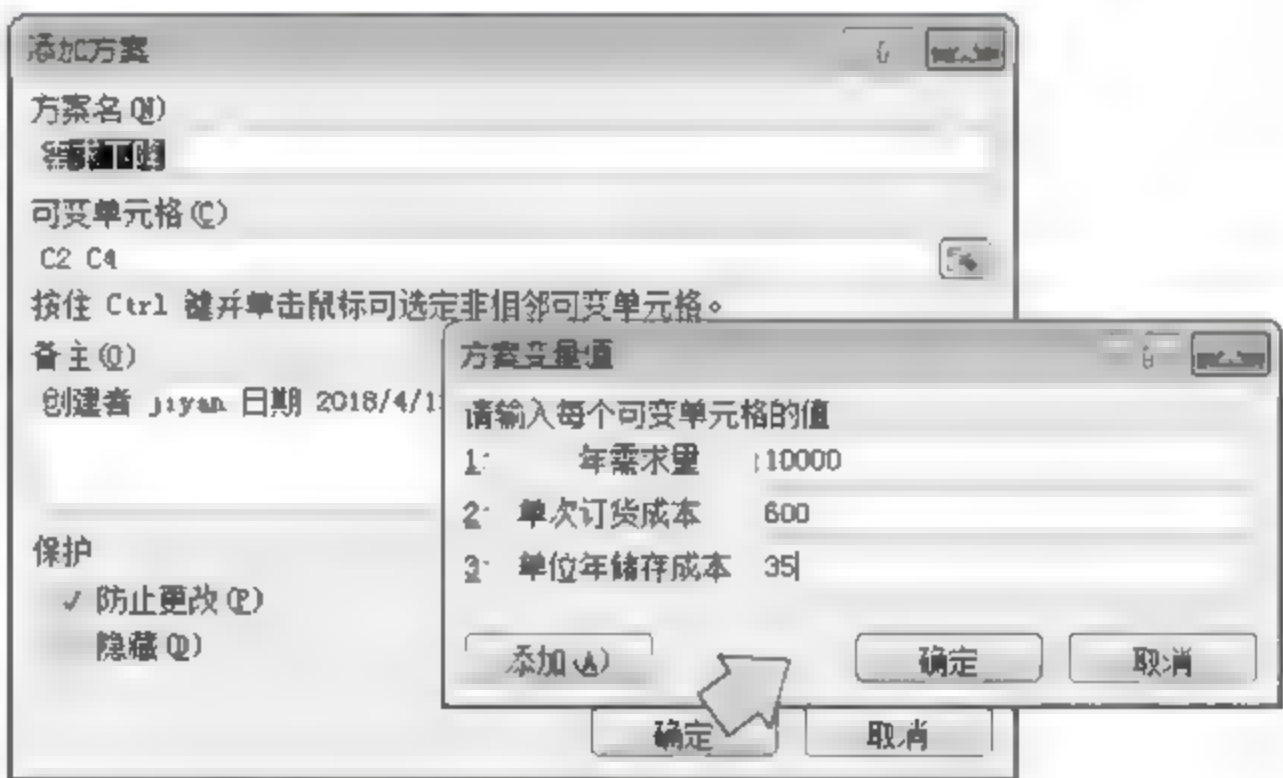 添加方案
方案名(N)
需求下降
可变单元格(C)
C2 C4
按住 Ctrl 键并单击鼠标可选定非相邻可变单元格。
备注(O)
创建者 jiyan 日期 2018/4/1
保护
✓ 防止更改(P)
隐藏(D)
确定
取消
方案变量值
请输入每个可变单元格的值
1: 年需求量 10000
2: 单次订货成本 600
3: 单位年储存成本 35
添加(A)
确定
取消